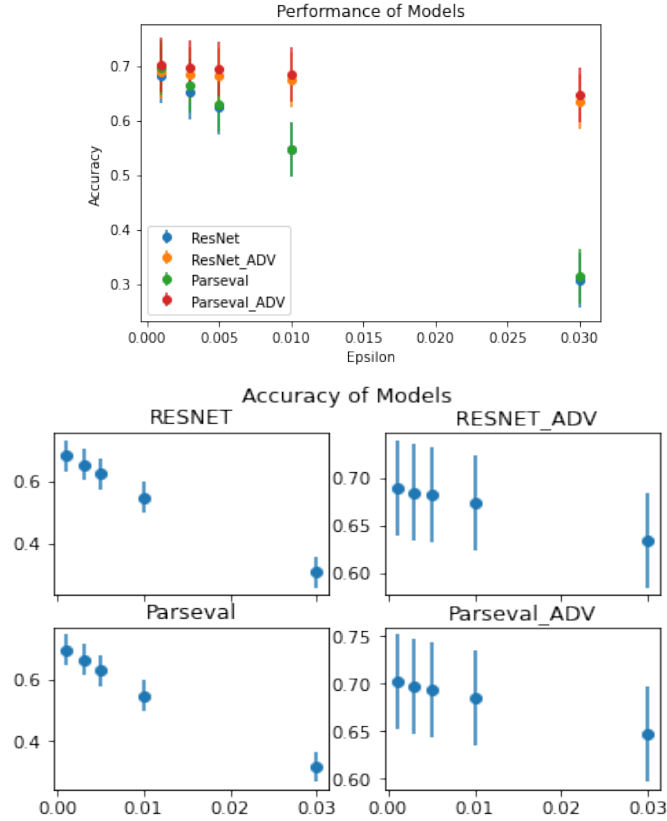 Performance of Models
0.7
0.6
0.5
0.4
0.3
Accuracy
ResNet
ResNet_ADV
Parseval
Parseval_ADV
0.000 0.005 0.010 0.015 0.020 0.025 0.030
Epsilon
Accuracy of Models
RESNET
0.6
0.4
RESNET_ADV
0.70
0.65
0.60
Parseval
0.6
0.4
0.00 0.01 0.02 0.03
Parseval_ADV
0.75
0.70
0.65
0.60
0.00 0.01 0.02 0.03